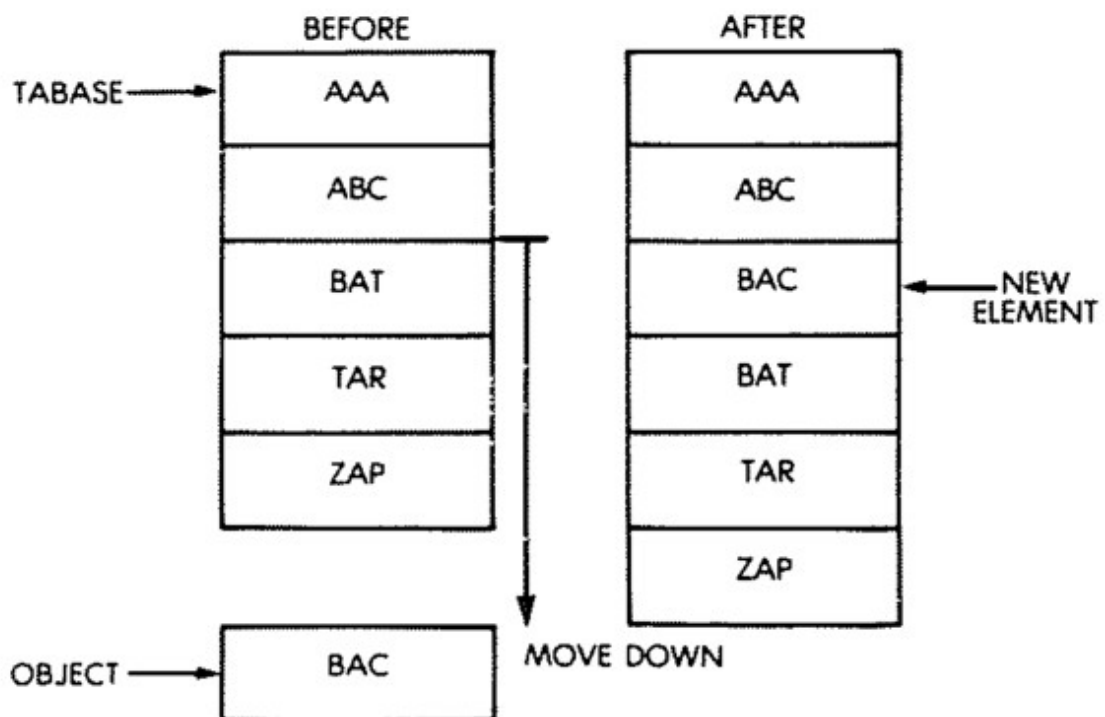 BEFORE
AFTER
TABASE
AAA
AAA
ABC
ABC
BAT
BAC
NEW
ELEMENT
TAR
BAT
ZAP
TAR
ZAP
MOVE DOWN
OBJECT
BAC